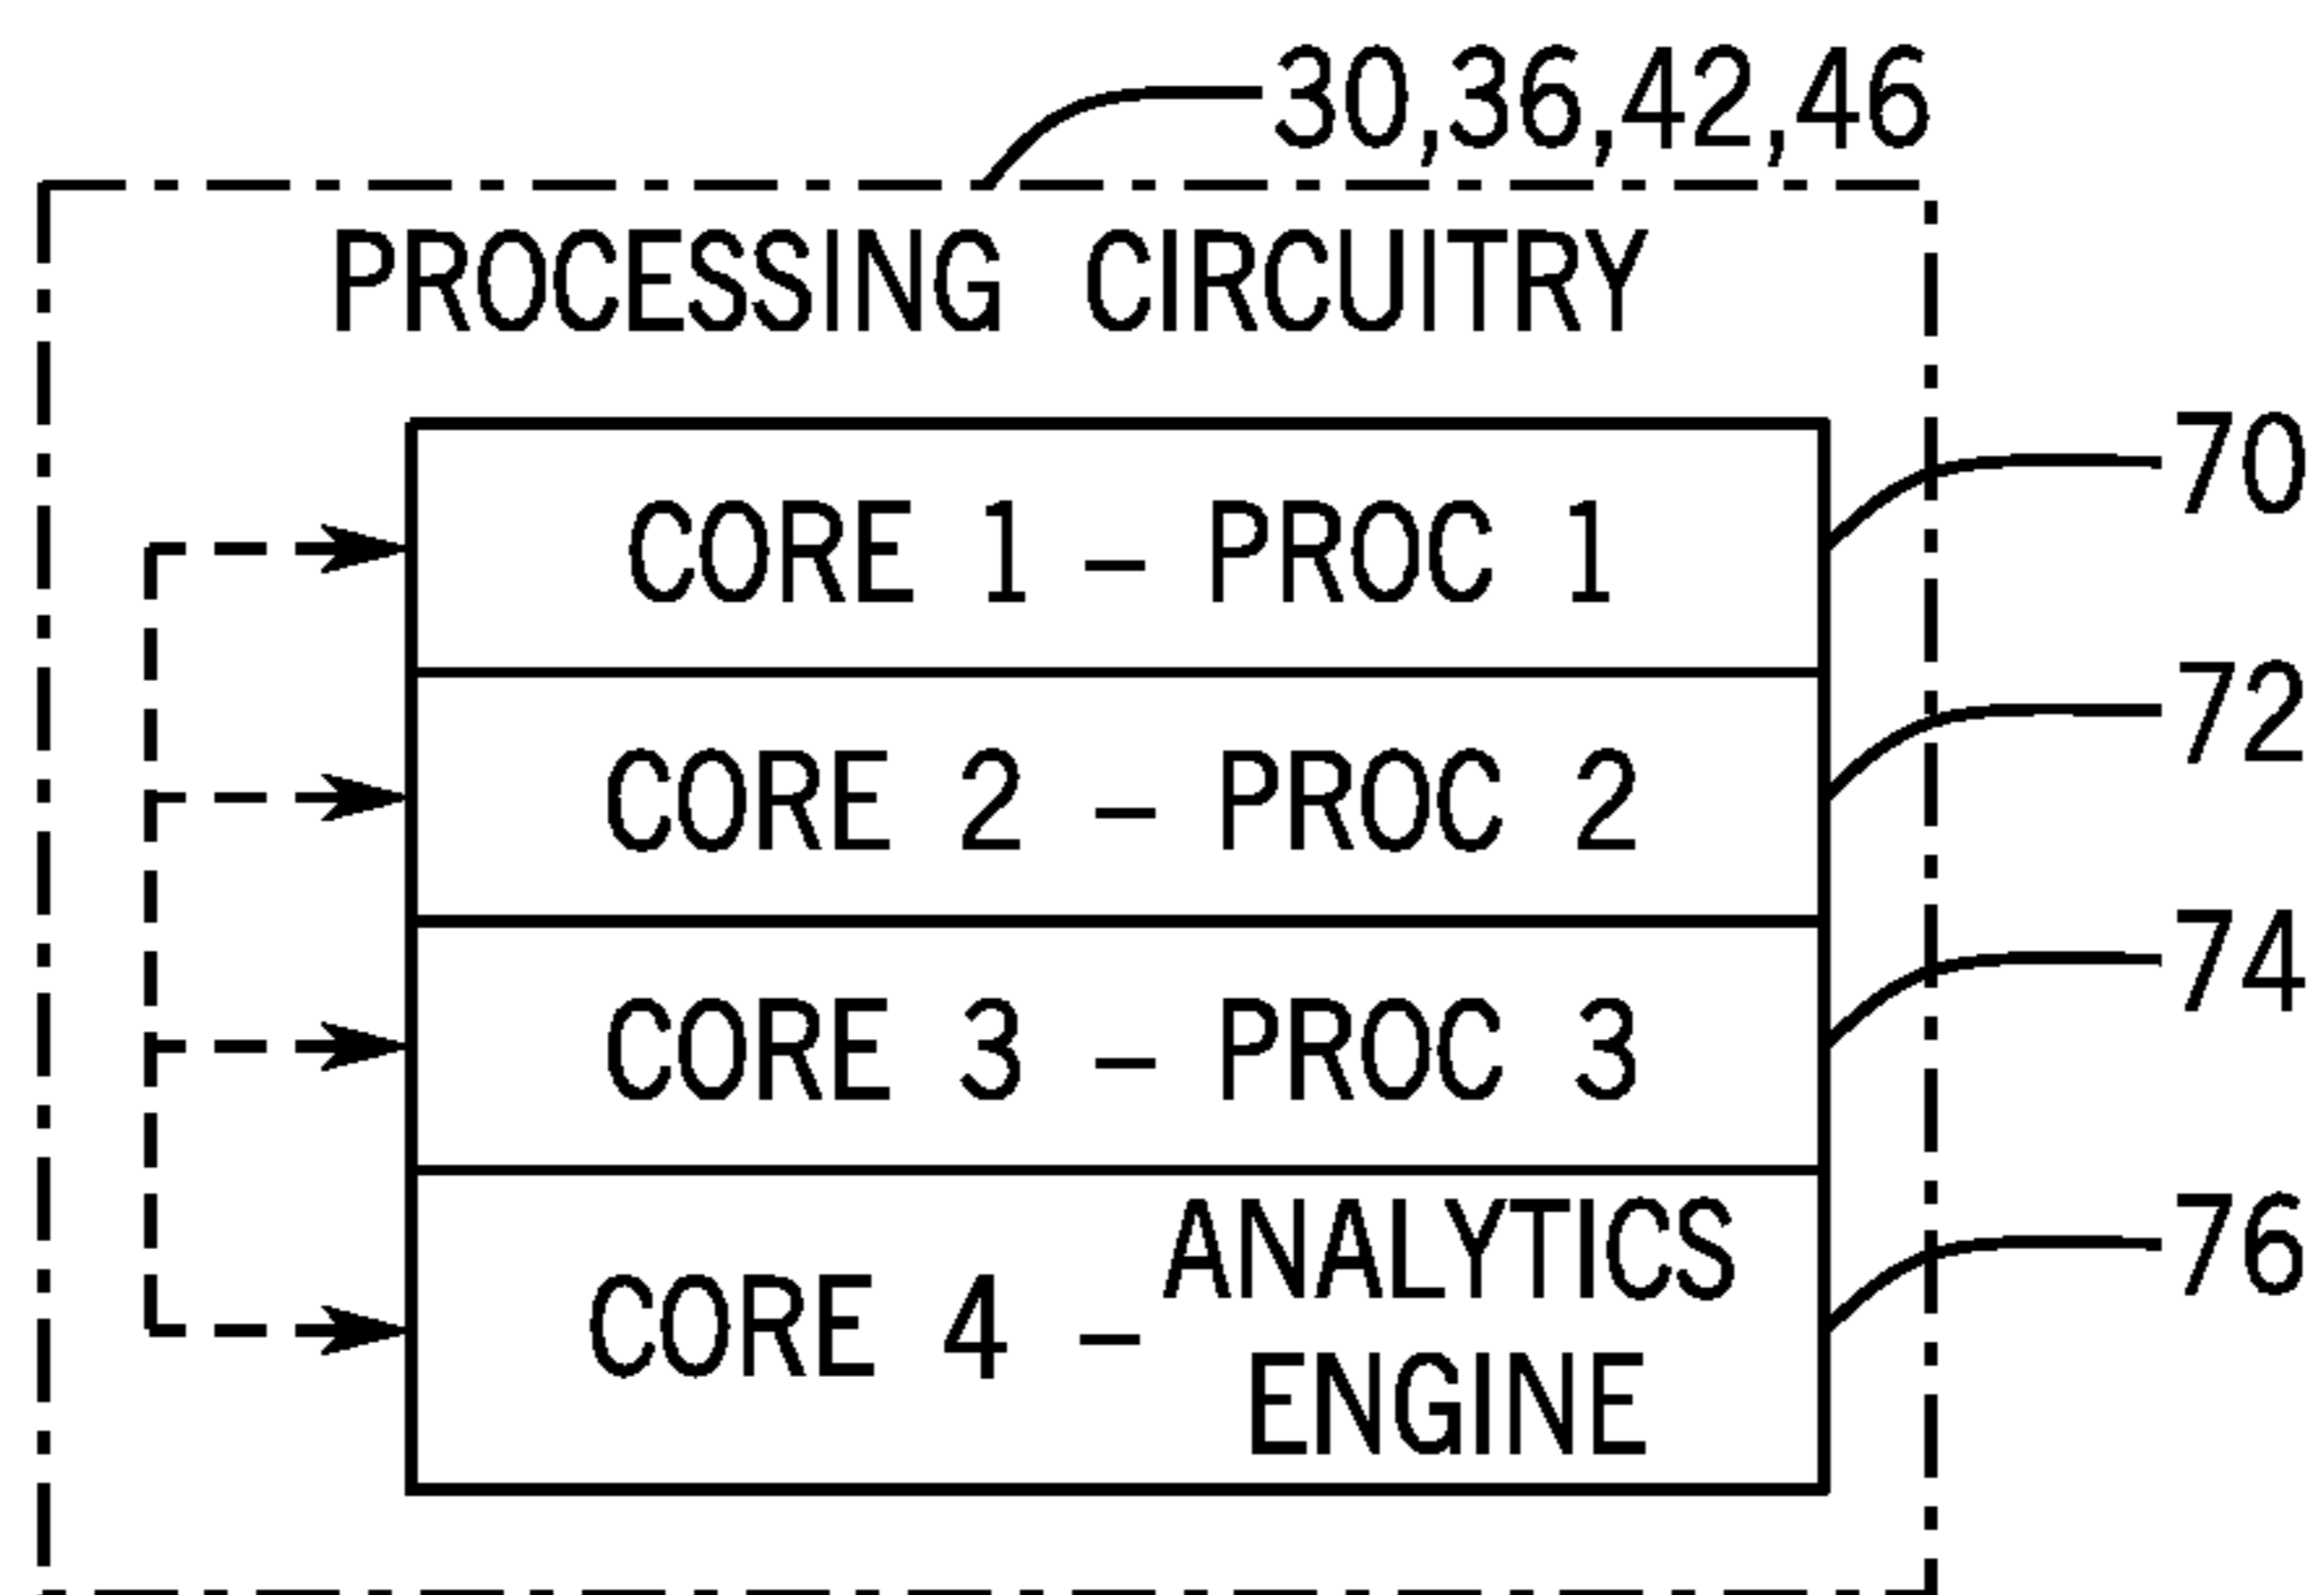 30,36,42,46
PROCESSING CIRCUITRY
CORE 1 – PROC 1
70
CORE 2 – PROC 2
72
CORE 3 – PROC 3
74
CORE 4 – ANALYTICS
ENGINE
76